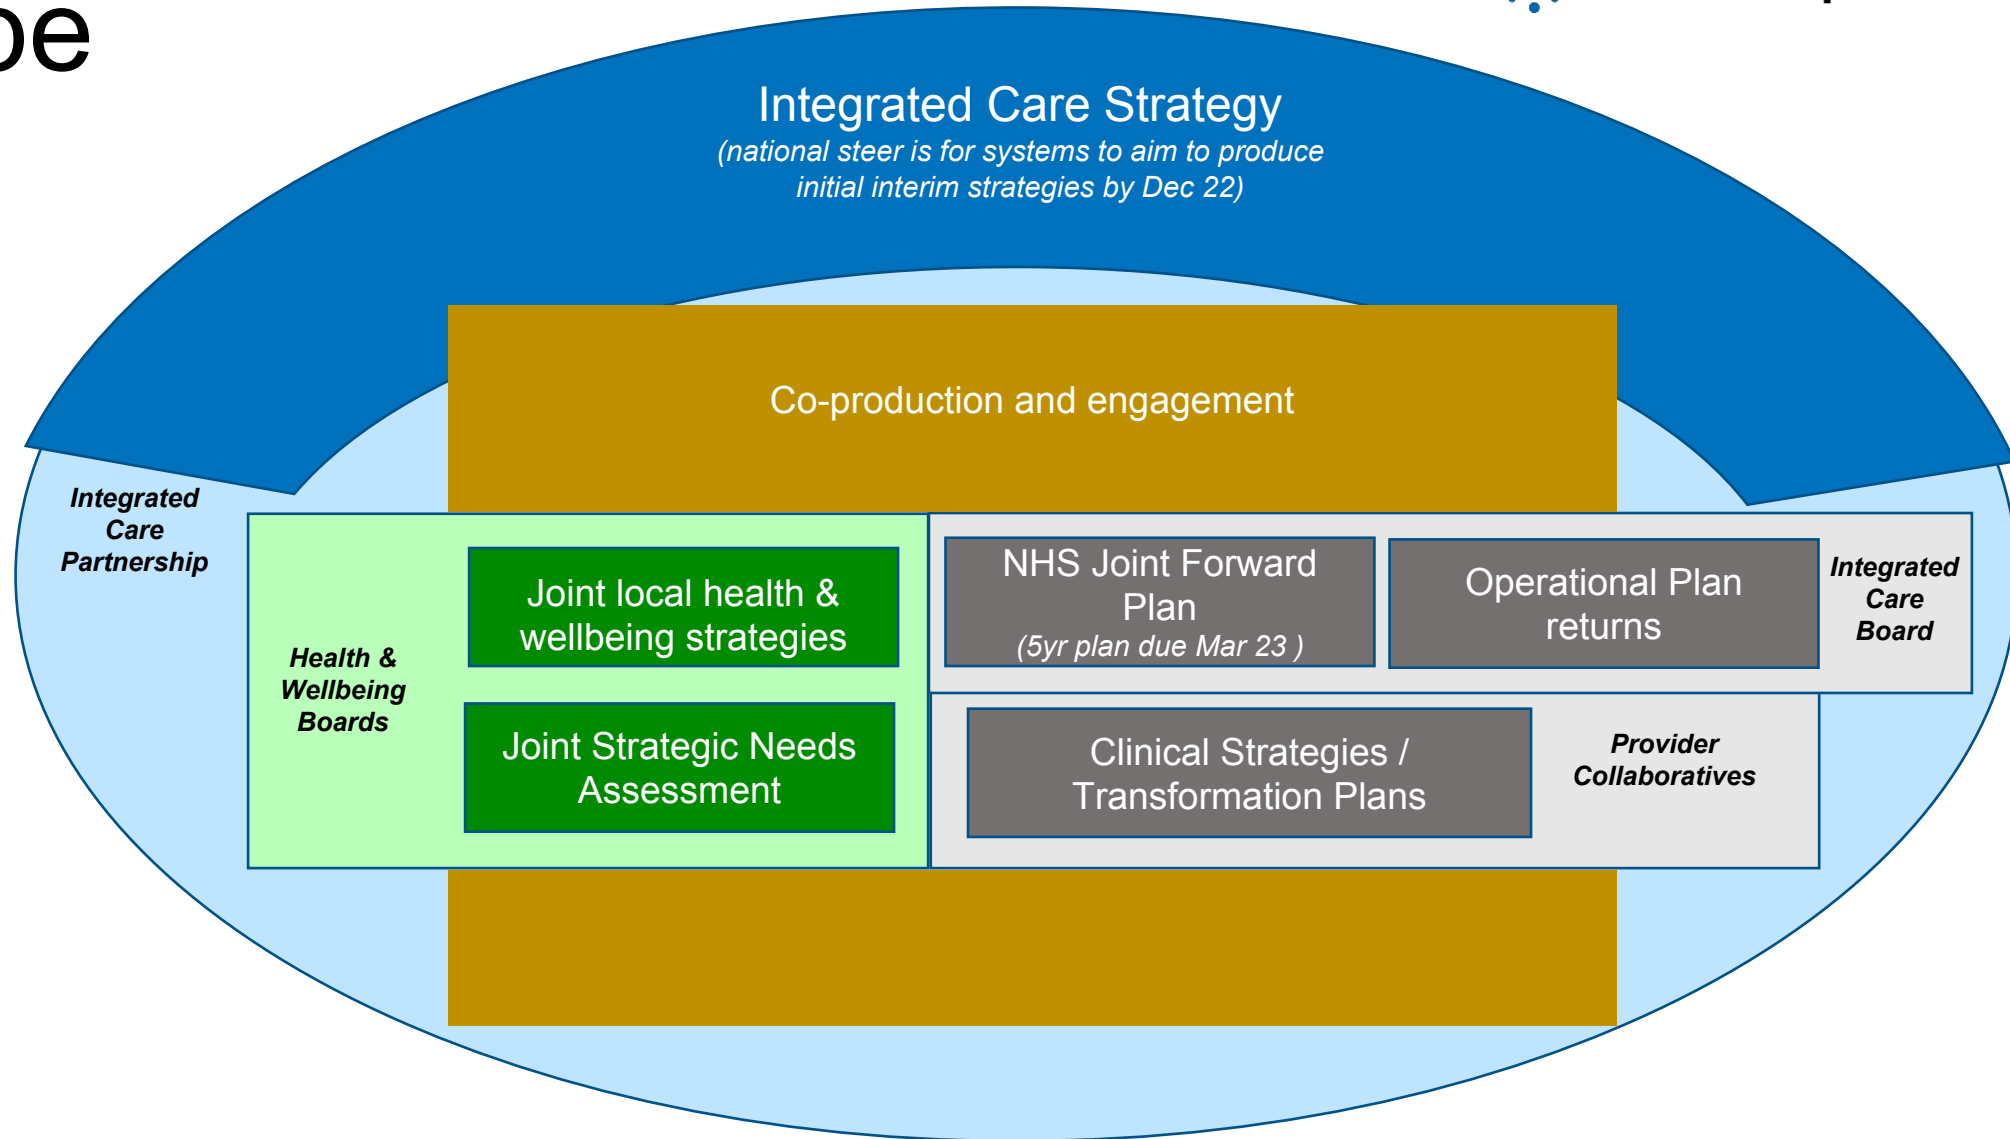 Integrated Care Strategy
(national steer is for systems to aim to produce
initial interim strategies by Dec 22)
Co-production and engagement
Integrated
Care
Partnership
Health &
Wellbeing
Boards
Joint local health &
wellbeing strategies
Joint Strategic Needs
Assessment
NHS Joint Forward
Plan
(5yr plan due Mar 23 )
Operational Plan
returns
Integrated
Care
Board
Clinical Strategies /
Transformation Plans
Provider
Collaboratives